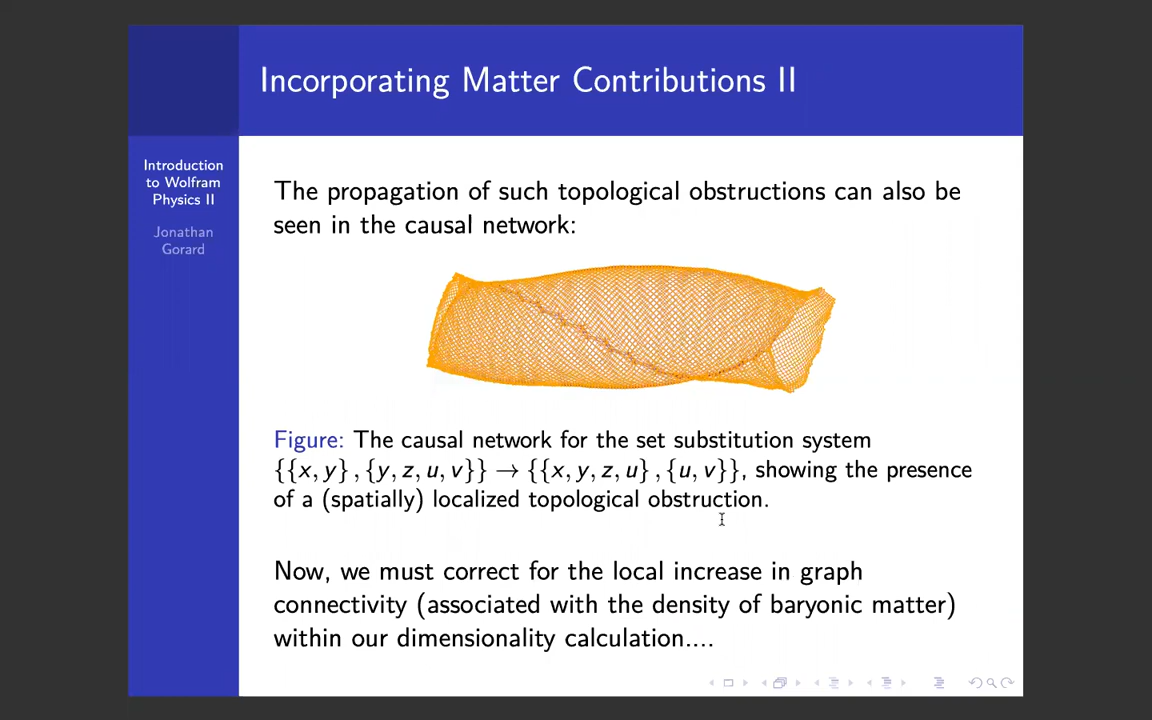 Incorporating Matter Contributions II
Introduction
to Wolfram
Physics II
Jonathan
Gorard
The propagation of such topological obstructions can also be
seen in the causal network:
Figure: The causal network for the set substitution system
{{x, y} , {y, z, u, v}} → {{x, y, z, u} , {u, v}}, showing the presence
of a (spatially) localized topological obstruction.
Now, we must correct for the local increase in graph
connectivity (associated with the density of baryonic matter)
within our dimensionality calculation....